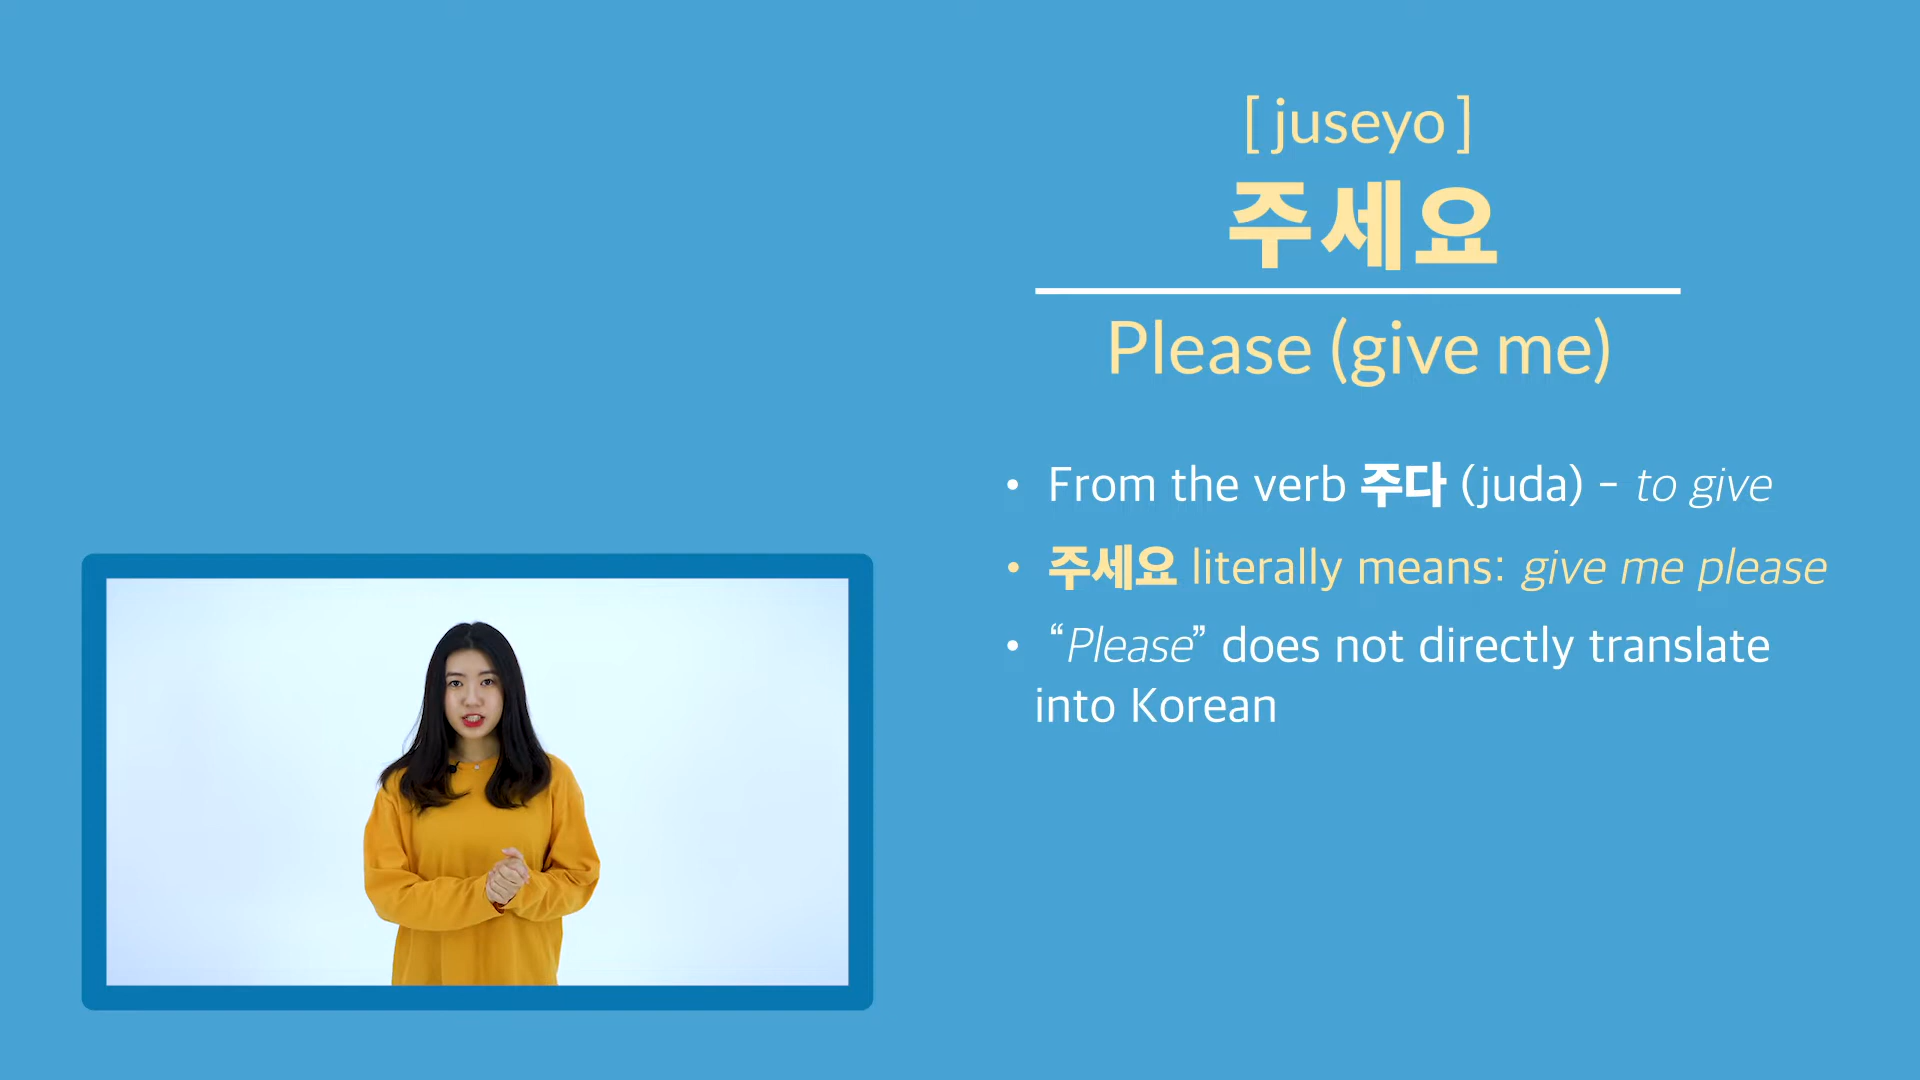 [ juseyo ]
주세요
Please (give me)
• From the verb 주다 (juda) - to give
• 주세요 literally means: give me please
• “Please” does not directly translate
into Korean